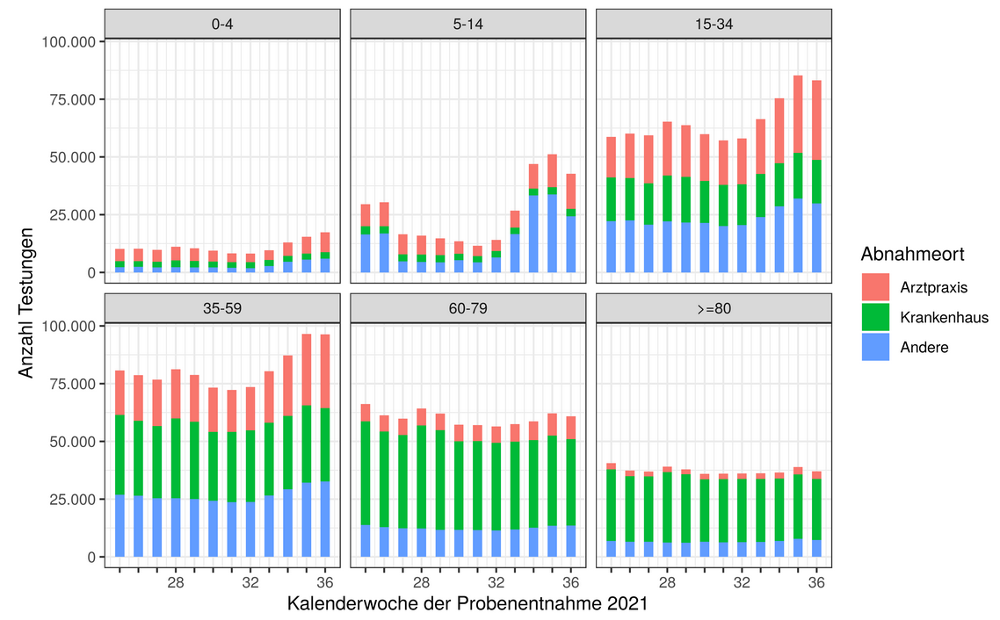 0-4
5-14
15-34
100.000
75.000
50.000
25.000
0
35-59
60-79
>=80
100.000
75.000
50.000
25.000
0
28 32 36
28 32 36
28 32 36
Kalenderwoche der Probenentnahme 2021
Anzahl Testungen
Abnahmeort
Arztpraxis
Krankenhaus
Andere